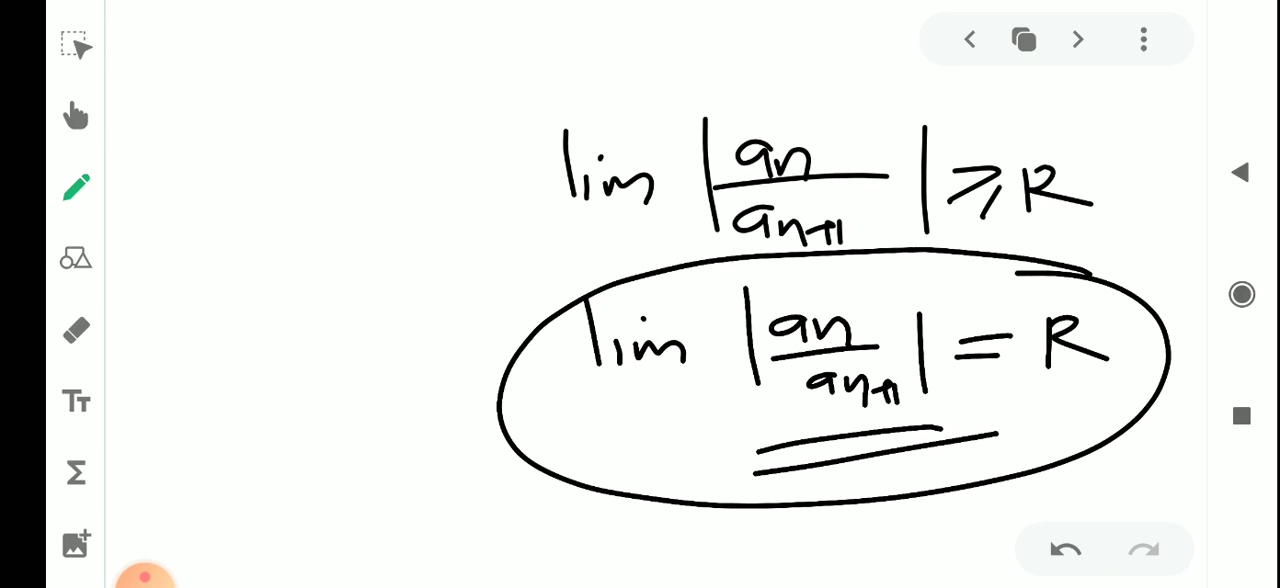 lim |an/an+1| ≥ R
lim |an/an+1| = R